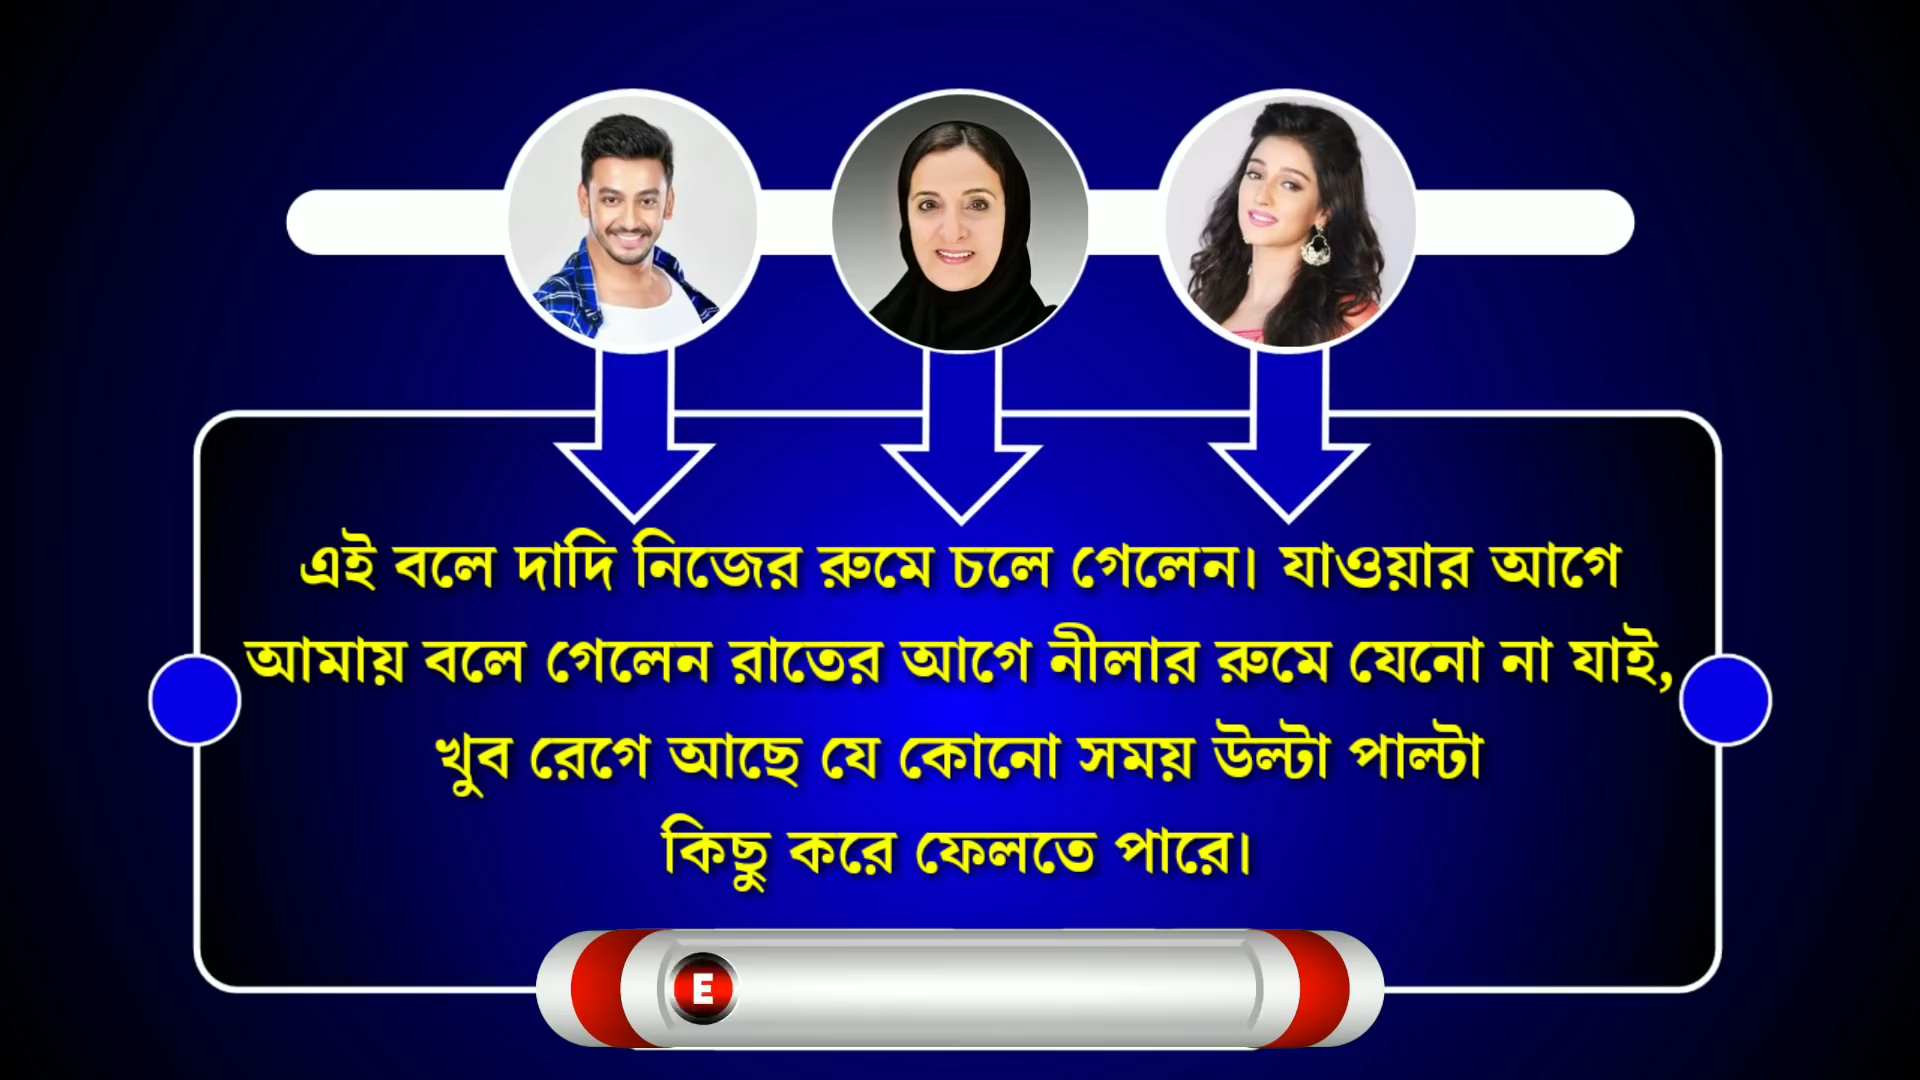 এই বলে দাদি নিজের রুমে চলে গেলেন। যাওয়ার আগে
আমায় বলে গেলেন রাতের আগে নীলার রুমে যেনো না যাই,
খুব রেগে আছে যে কোনো সময় উল্টা পাল্টা
কিছু করে ফেলতে পারে।
E